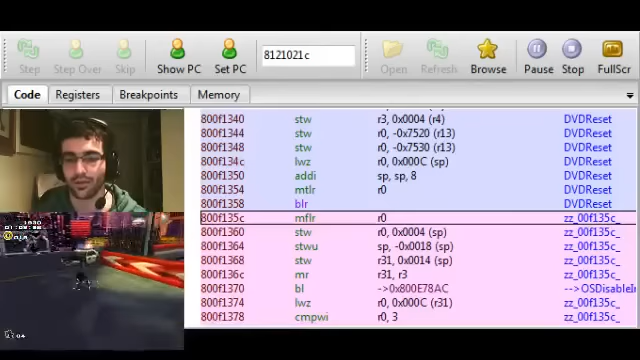 8121021c
Step Step Over Skip Show PC Set PC Open Refresh Browse Pause Stop FullScr
Code Registers Breakpoints Memory
800f1340 stw r3, 0x0004 (r4) DVDReset
800f1344 stw r0, -0x7520 (r13) DVDReset
800f1348 stw r0, -0x7530 (r13) DVDReset
800f134c lwz r0, 0x000C (sp) DVDReset
800f1350 addi sp, sp, 8 DVDReset
800f1354 mtlr r0 DVDReset
800f1358 blr DVDReset
800f135c mflr r0 zz_00f135c_
800f1360 stw r0, 0x0004 (sp) zz_00f135c_
800f1364 stwu sp, -0x0018 (sp) zz_00f135c_
800f1368 stw r31, 0x0014 (sp) zz_00f135c_
800f136c mr r31, r3 zz_00f135c_
800f1370 bl ->0x800E78AC -->OSDisableIn
800f1374 lwz r0, 0x000C (r31) zz_00f135c_
800f1378 cmpwi r0, 3 zz_00f135c_